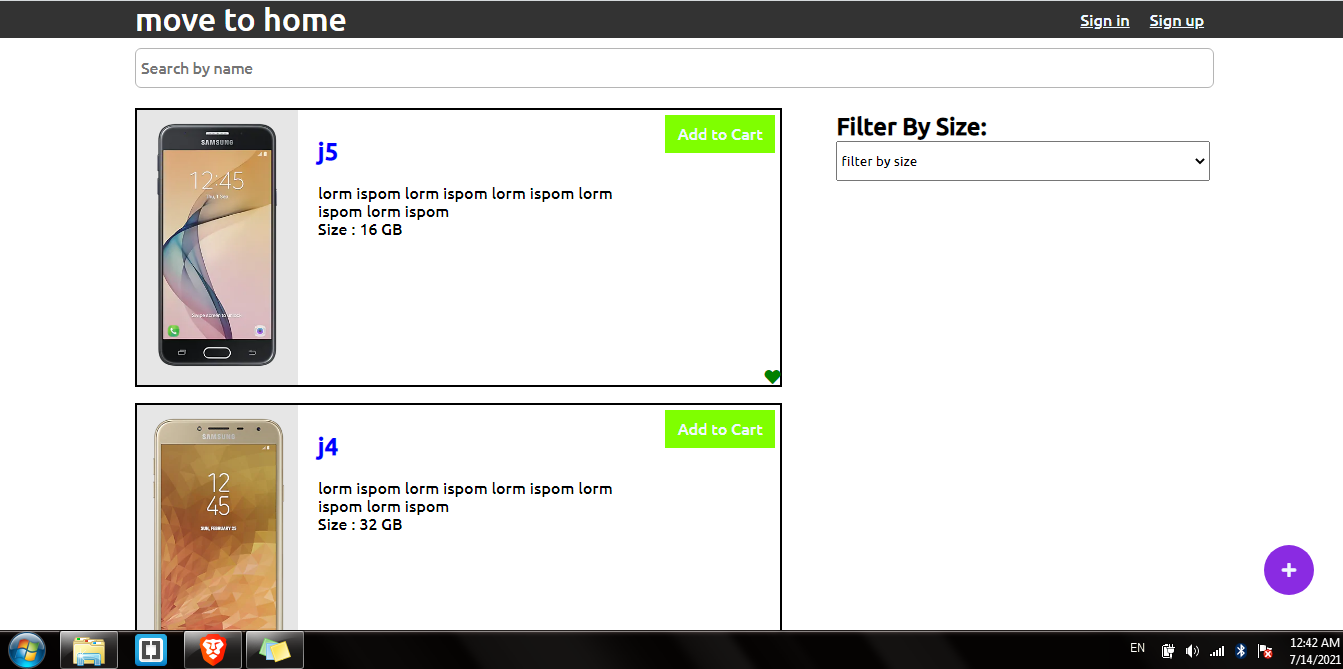 move to home
Sign in
Sign up
Search by name
SAMSUNG
12:45
j5
Add to Cart
lorm ispom lorm ispom lorm ispom lorm
ispom lorm ispom
Size : 16 GB
Filter By Size:
filter by size
SAMSUNG
12
45
SUN, FEBRUARY 25
j4
Add to Cart
lorm ispom lorm ispom lorm ispom lorm
ispom lorm ispom
Size : 32 GB
+
EN
12:42 AM
7/14/2021